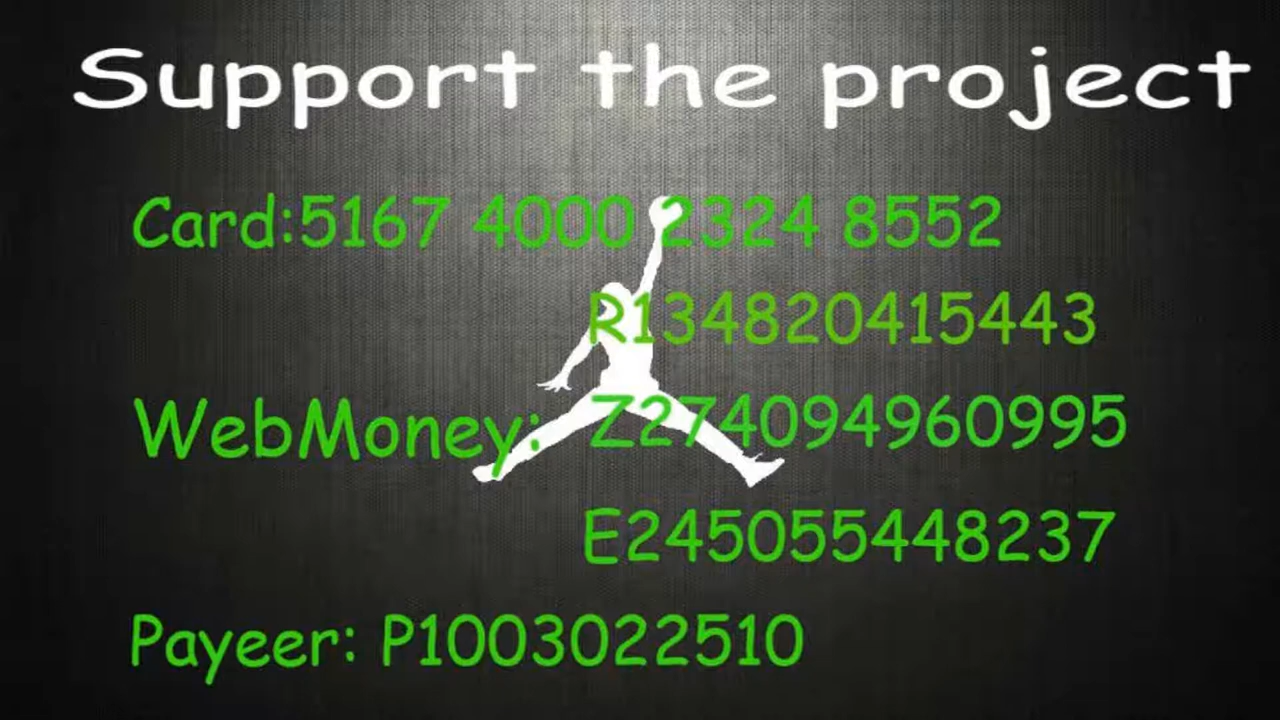 Support the project
Card:5167 4000 2324 8552
R134820415443
WebMoney: Z274094960995
E245055448237
Payeer: P1003022510